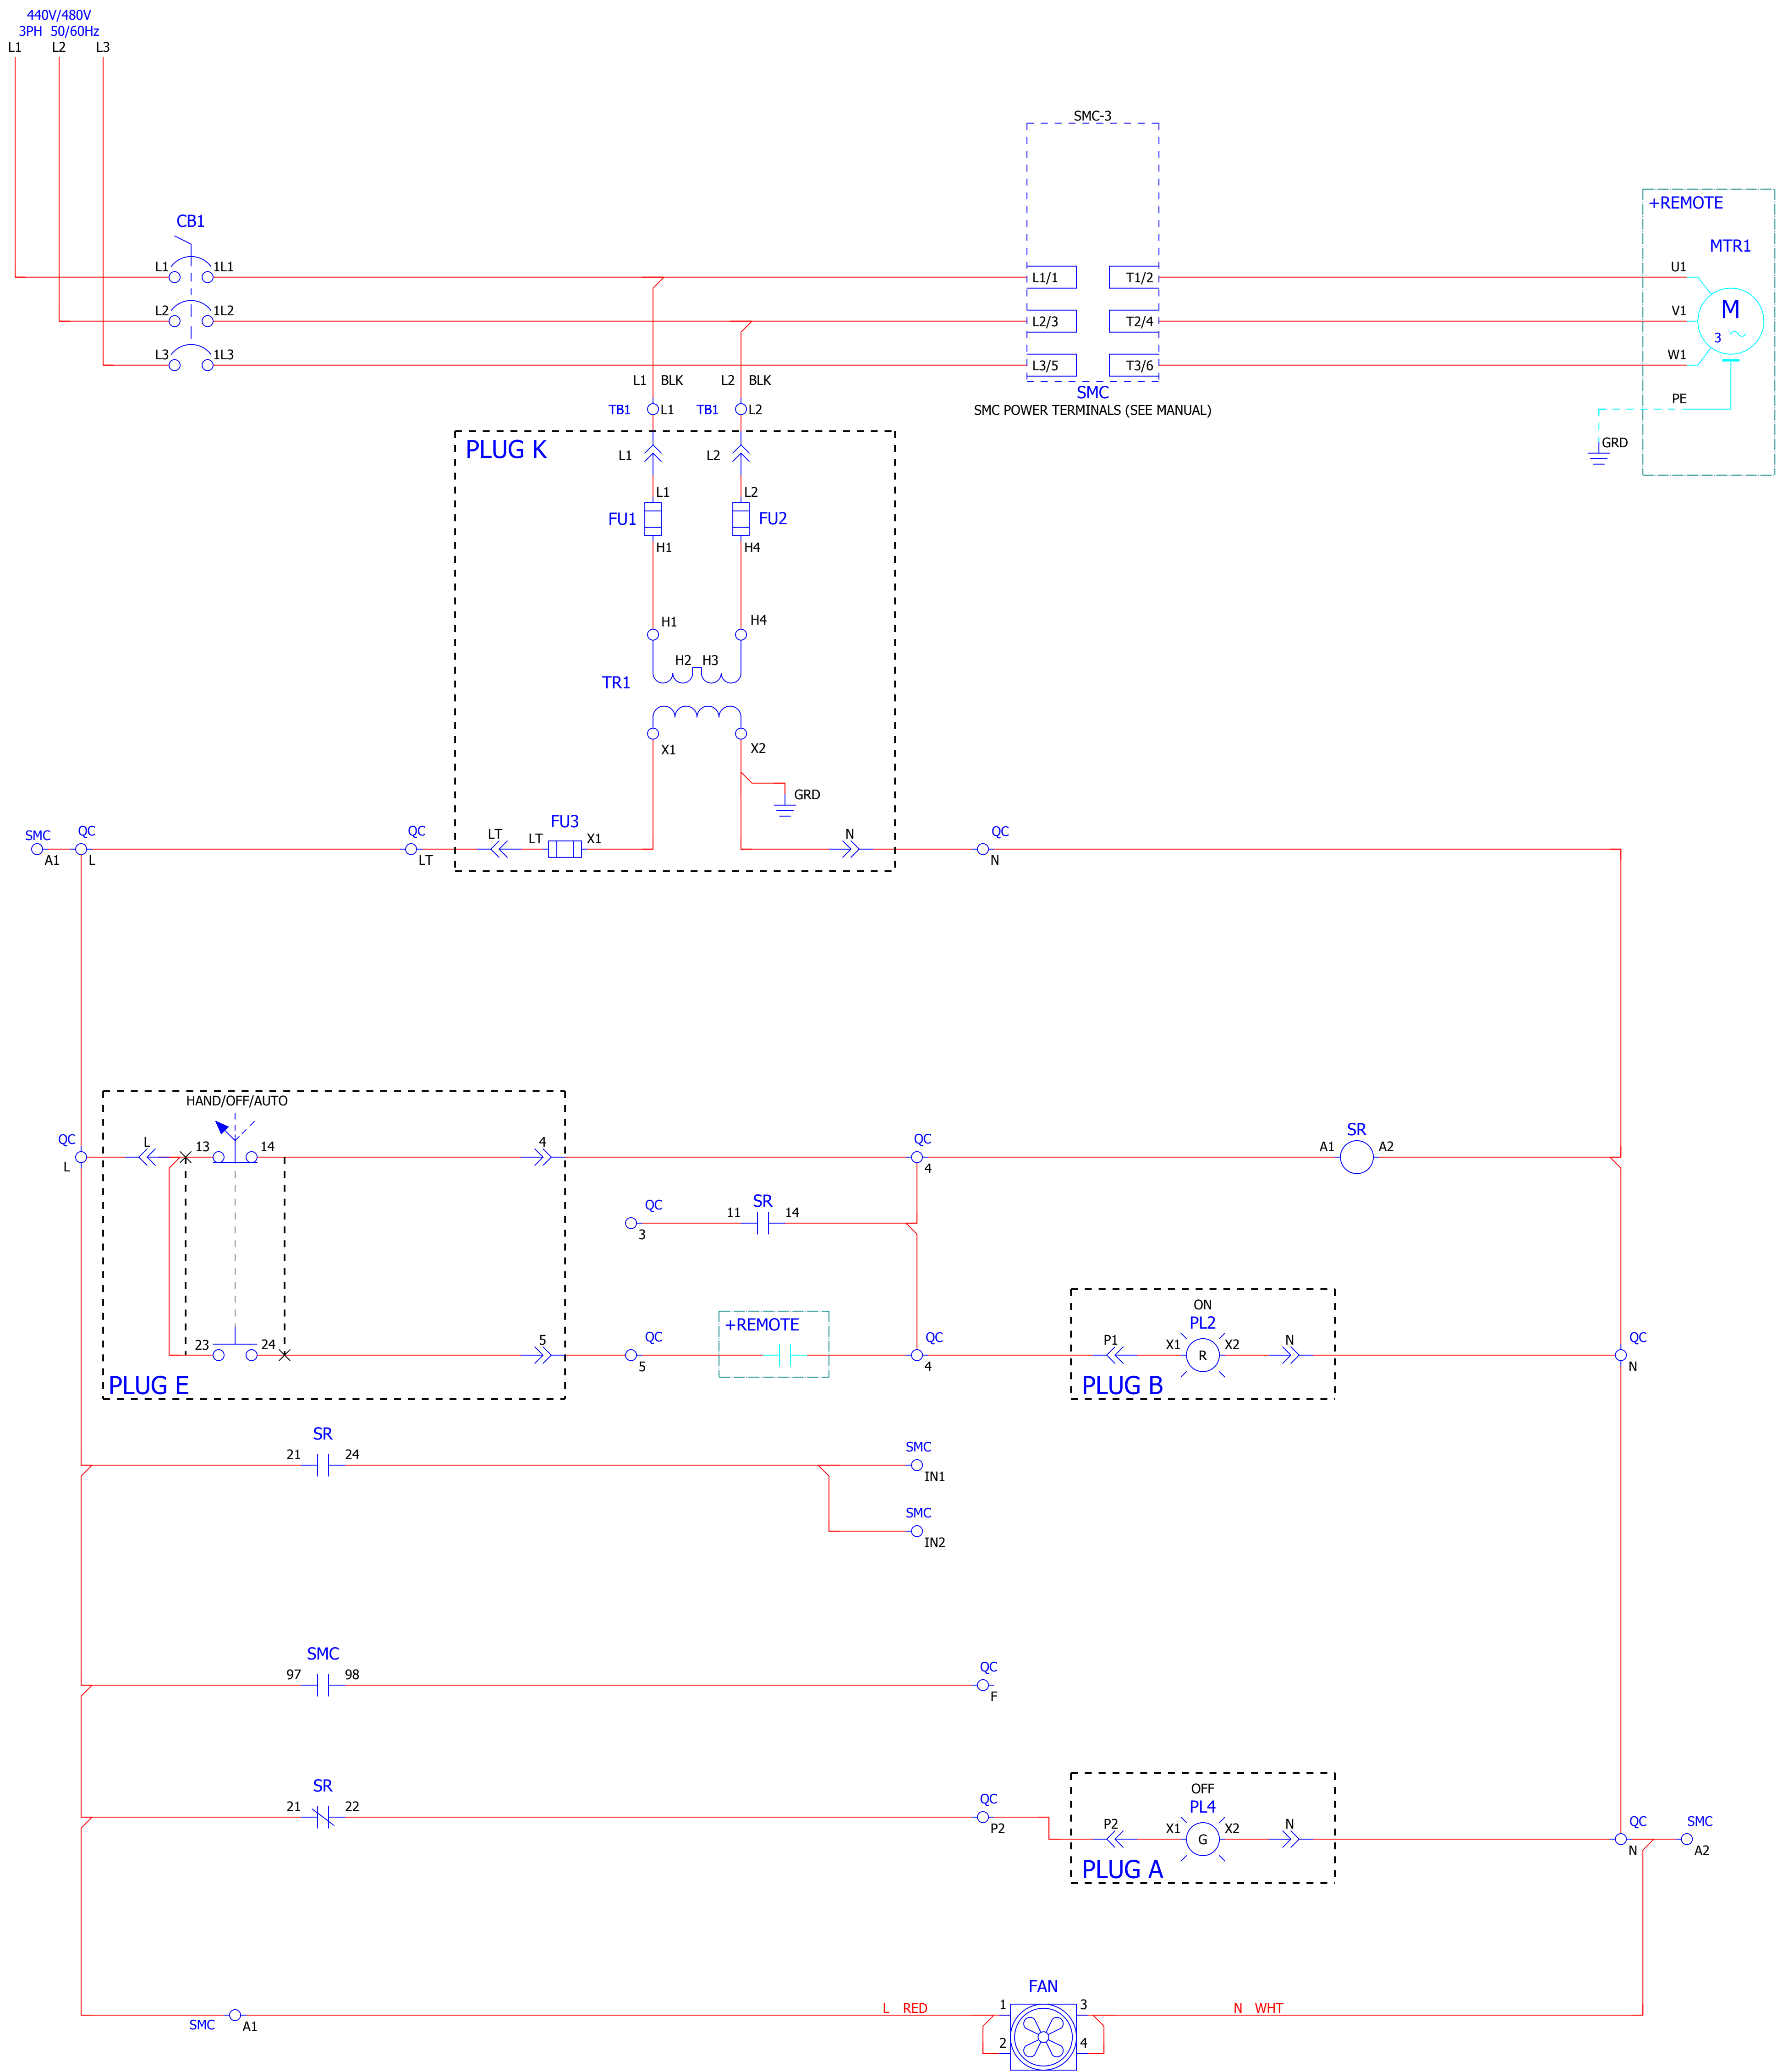 440V/480V
3PH 50/60Hz
L1 L2 L3
SMC-3
+REMOTE
MTR1
CB1
L1 1L1 L1/1 T1/2 U1
L2 1L2 L2/3 T2/4 V1
M
3
L3 1L3 L3/5 T3/6 W1
L1 BLK L2 BLK
SMC
SMC POWER TERMINALS (SEE MANUAL)
PE
TB1 L1 TB1 L2
GRD
PLUG K
L1 L2
L1 L2
FU1 FU2
H1 H4
H1 H4
H2 H3
TR1
X1 X2
GRD
SMC QC QC LT LT FU3 X1 N QC
A1 L LT N
HAND/OFF/AUTO
QC L 13 14 4 QC A1 SR A2
L 4
QC 11 SR 14
3
ON
+REMOTE PL2
23 24 5 QC QC P1 X1 R X2 N QC
5 4 N
PLUG E PLUG B
SR
21 24 SMC
IN1
SMC
IN2
SMC
97 98 QC
F
SR
21 22 QC
P2
OFF
PL4
P2 X1 G X2 N QC SMC
N A2
PLUG A
FAN
L RED 1 3 N WHT
SMC A1
2 4